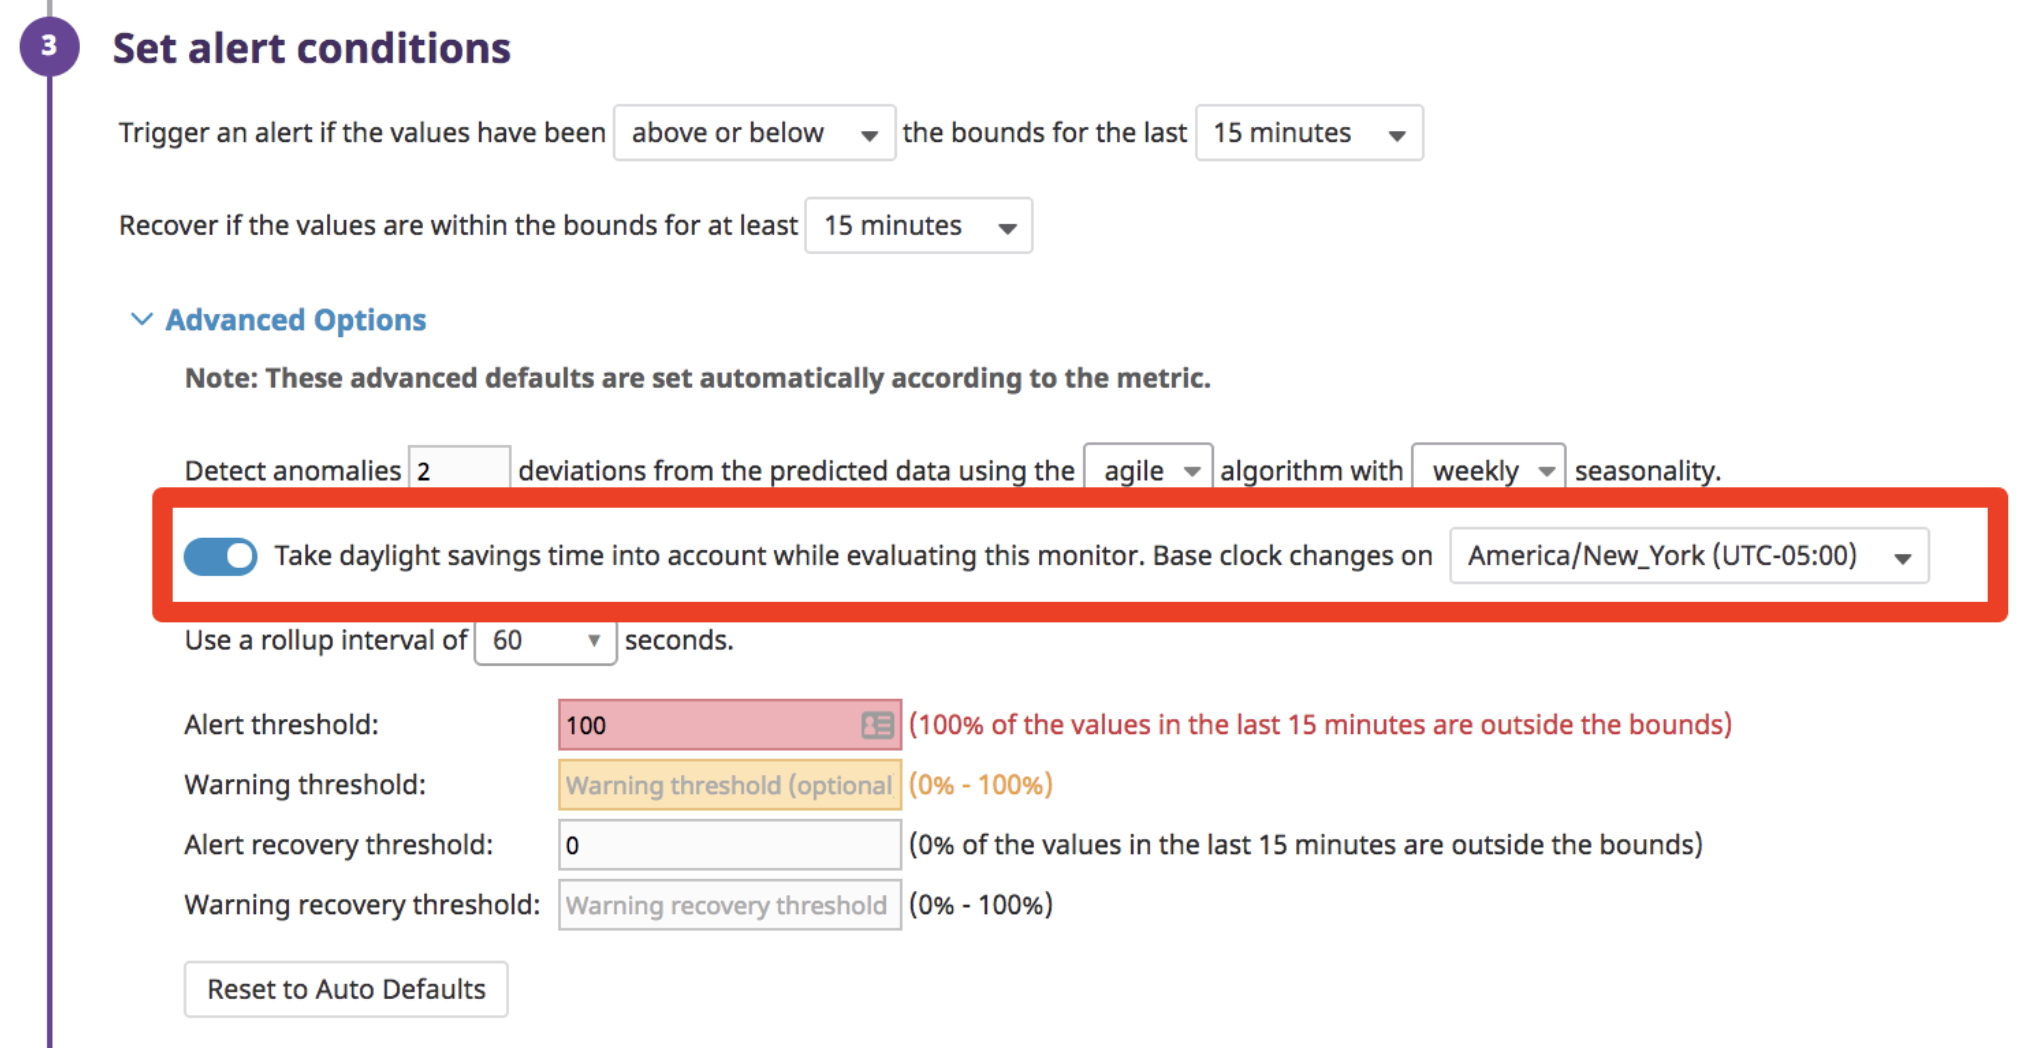 3 Set alert conditions
Trigger an alert if the values have been above or below the bounds for the last 15 minutes
Recover if the values are within the bounds for at least 15 minutes
Advanced Options
Note: These advanced defaults are set automatically according to the metric.
Detect anomalies 2 deviations from the predicted data using the agile algorithm with weekly seasonality.
Take daylight savings time into account while evaluating this monitor. Base clock changes on America/New_York (UTC-05:00)
Use a rollup interval of 60 seconds.
Alert threshold: 100 (100% of the values in the last 15 minutes are outside the bounds)
Warning threshold: Warning threshold (optional (0% - 100%)
Alert recovery threshold: 0 (0% of the values in the last 15 minutes are outside the bounds)
Warning recovery threshold: Warning recovery threshold (0% - 100%)
Reset to Auto Defaults